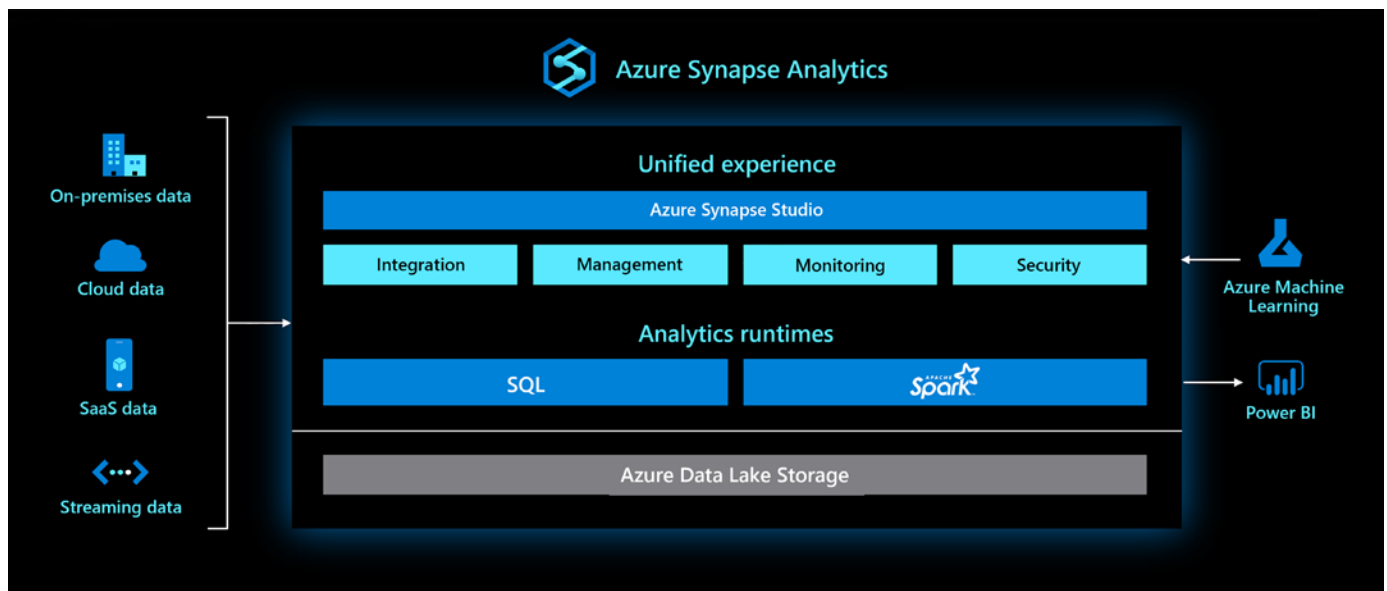 Azure Synapse Analytics
On-premises data
Cloud data
SaaS data
Streaming data
Unified experience
Azure Synapse Studio
Integration
Management
Monitoring
Security
Analytics runtimes
SQL
APACHE
Spark
Azure Data Lake Storage
Azure Machine
Learning
Power BI